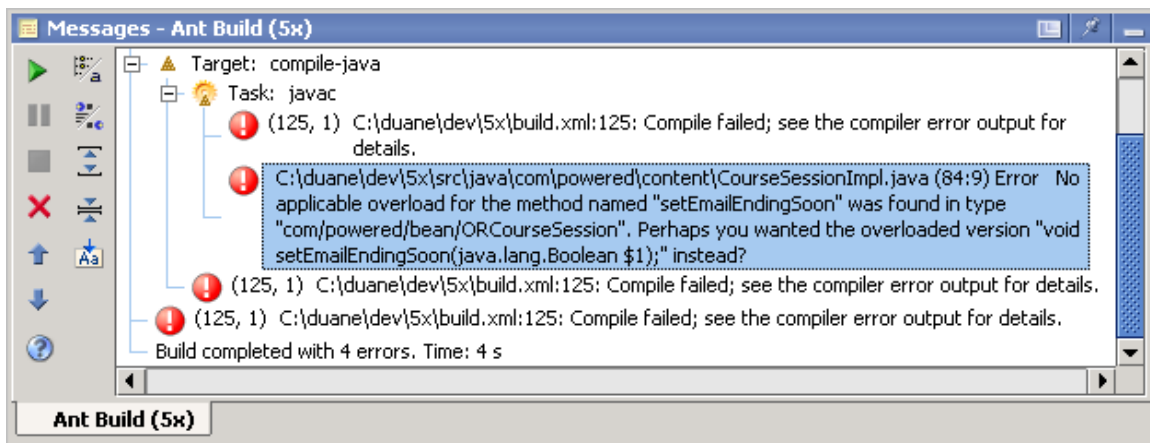 Messages - Ant Build (5x)
Target: compile-java
Task: javac
(125, 1) C:\duane\dev\5x\build.xml:125: Compile failed; see the compiler error output for
details.
C:\duane\dev\5x\src\java\com\powered\content\CourseSessionImpl.java (84:9) Error No
applicable overload for the method named "setEmailEndingSoon" was found in type
"com/powered/bean/ORCourseSession". Perhaps you wanted the overloaded version "void
setEmailEndingSoon(java.lang.Boolean $1);" instead?
(125, 1) C:\duane\dev\5x\build.xml:125: Compile failed; see the compiler error output for details.
(125, 1) C:\duane\dev\5x\build.xml:125: Compile failed; see the compiler error output for details.
Build completed with 4 errors. Time: 4 s
Ant Build (5x)